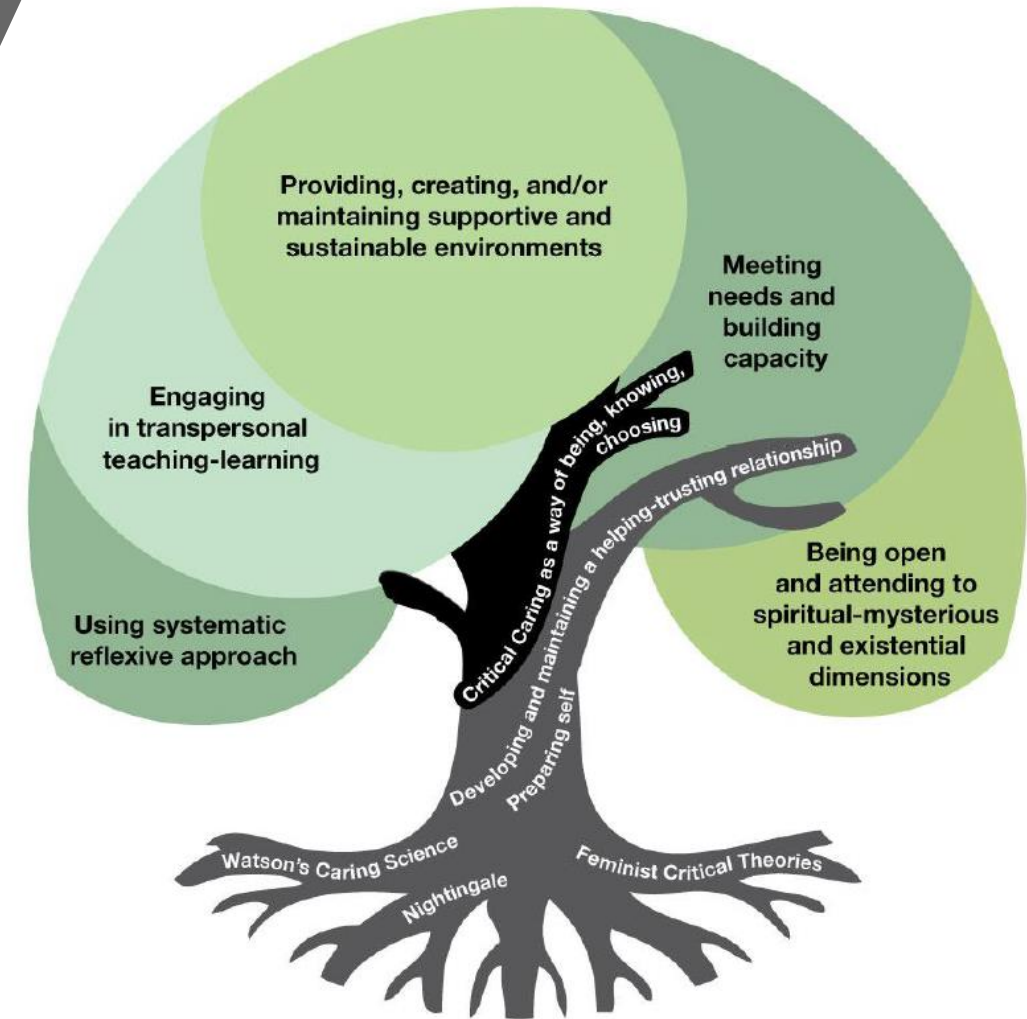 Providing, creating, and/or
maintaining supportive and
sustainable environments
Meeting
needs and
building
capacity
Engaging
in transpersonal
teaching-learning
Critical Caring as a way of being, knowing,
choosing
Developing and maintaining a helping-trusting relationship
Preparing self
Being open
and attending to
spiritual-mysterious
and existential
dimensions
Using systematic
reflexive approach
Watson's Caring Science
Nightingale
Feminist Critical Theories